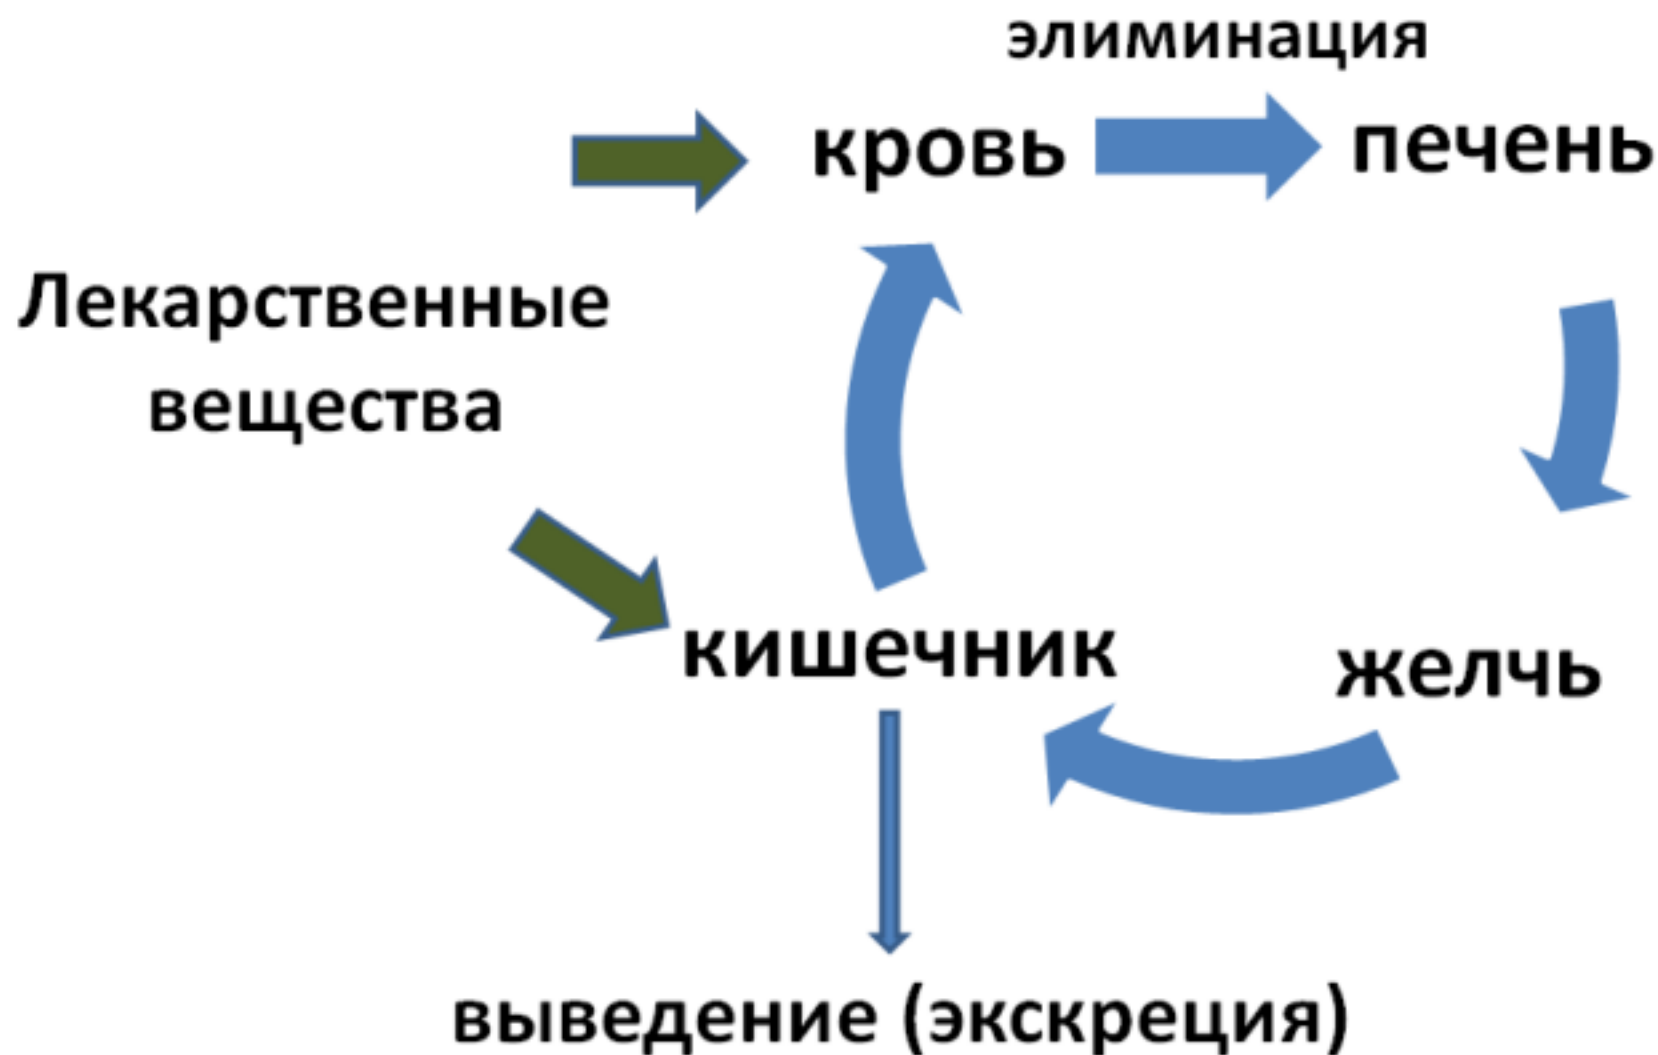 элиминация
кровь
печень
Лекарственные
вещества
кишечник
желчь
выведение (экскреция)